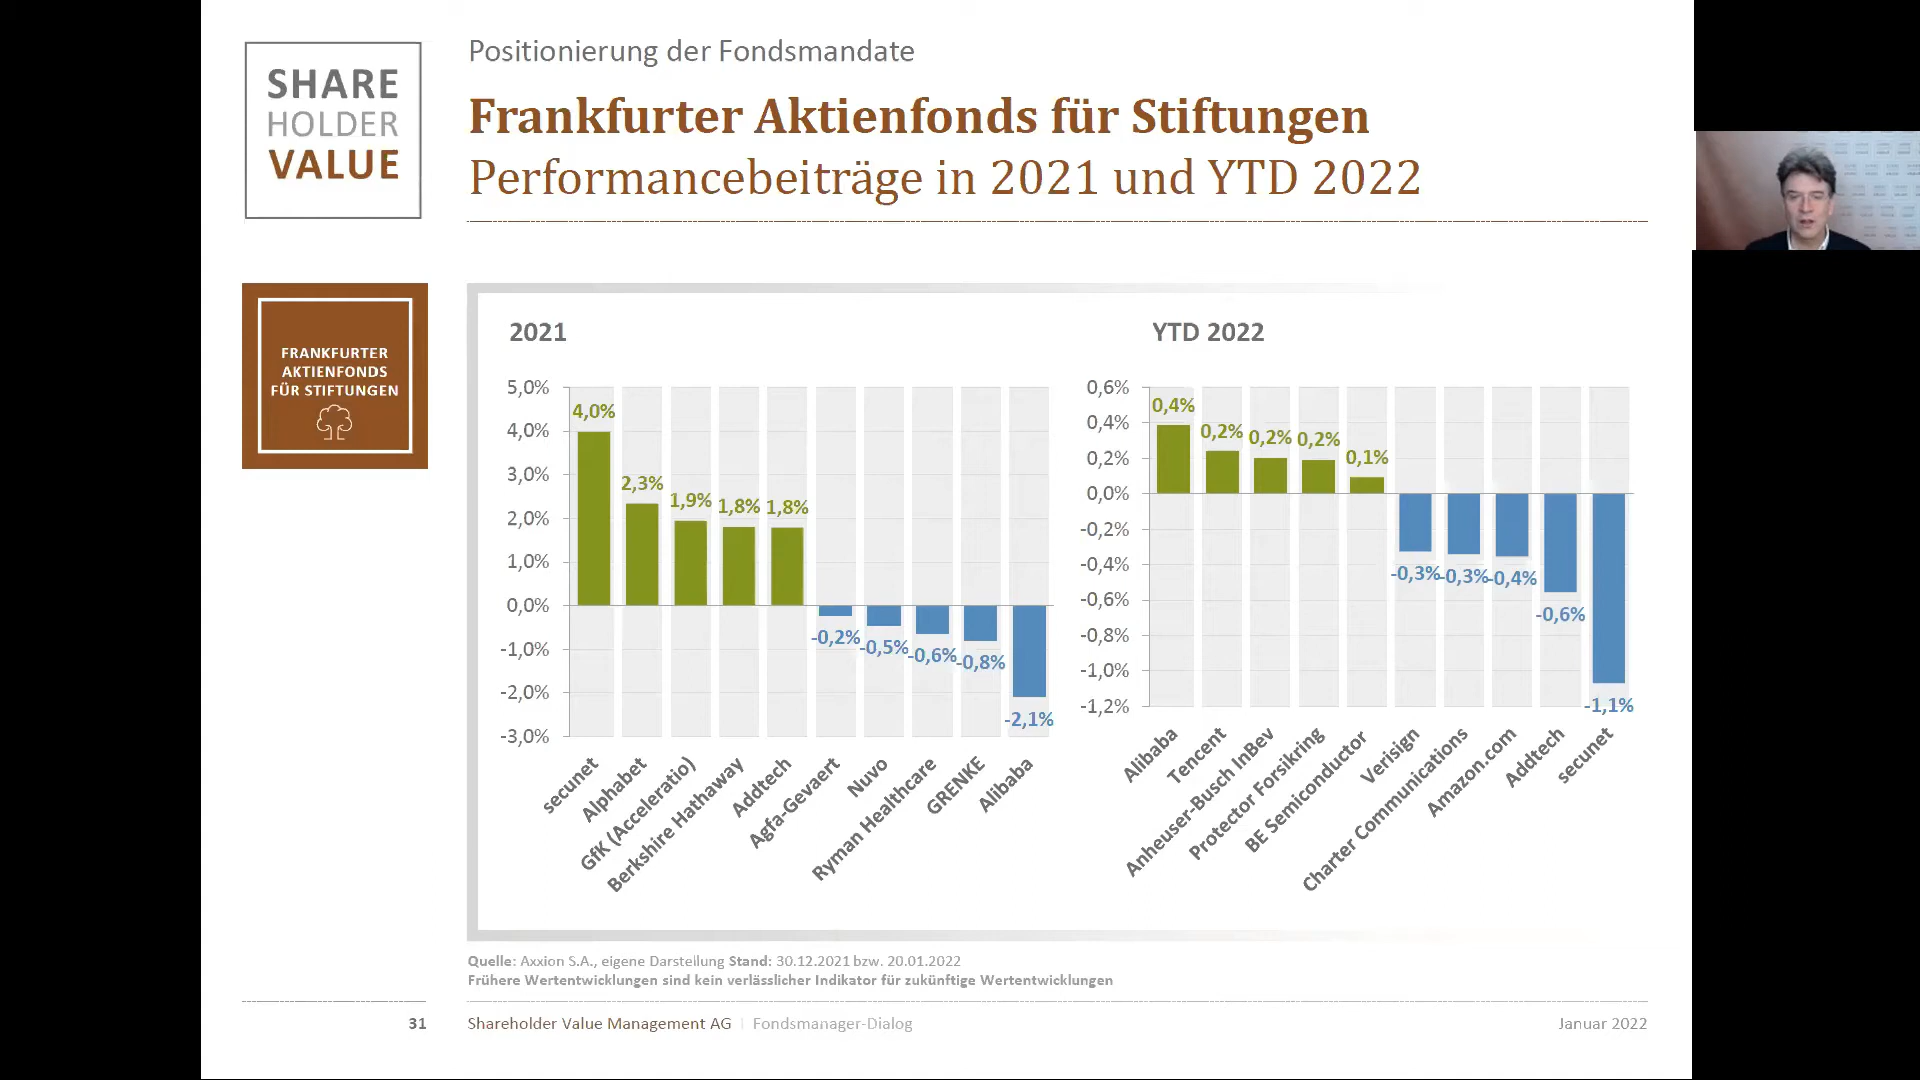 SHARE
HOLDER
VALUE
Positionierung der Fondsmandate
Frankfurter Aktienfonds für Stiftungen
Performancebeiträge in 2021 und YTD 2022
FRANKFURTER
AKTIENFONDS
FÜR STIFTUNGEN
2021
5,0%
4,0%
3,0%
2,0%
1,0%
0,0%
-1,0%
-2,0%
-3,0%
4,0%
2,3%
1,9%
1,8%
1,8%
-0,2%
-0,5%
-0,6%
-0,8%
-2,1%
secunet
Alphabet
GfK (Acceleratio)
Berkshire Hathaway
Addtech
Agfa-Gevaert
Nuvo
Ryman Healthcare
GRENKE
Alibaba
YTD 2022
0,6%
0,4%
0,2%
0,0%
-0,2%
-0,4%
-0,6%
-0,8%
-1,0%
-1,2%
0,4%
0,2%
0,2%
0,2%
0,1%
-0,3%
-0,3%
-0,4%
-0,6%
-1,1%
Alibaba
Tencent
Anheuser-Busch InBev
Protector Forsikring
BE Semiconductor
Verisign
Charter Communications
Amazon.com
Addtech
secunet
Quelle: Axxion S.A., eigene Darstellung Stand: 30.12.2021 bzw. 20.01.2022
Frühere Wertentwicklungen sind kein verlässlicher Indikator für zukünftige Wertentwicklungen
31
Shareholder Value Management AG | Fondsmanager-Dialog
Januar 2022